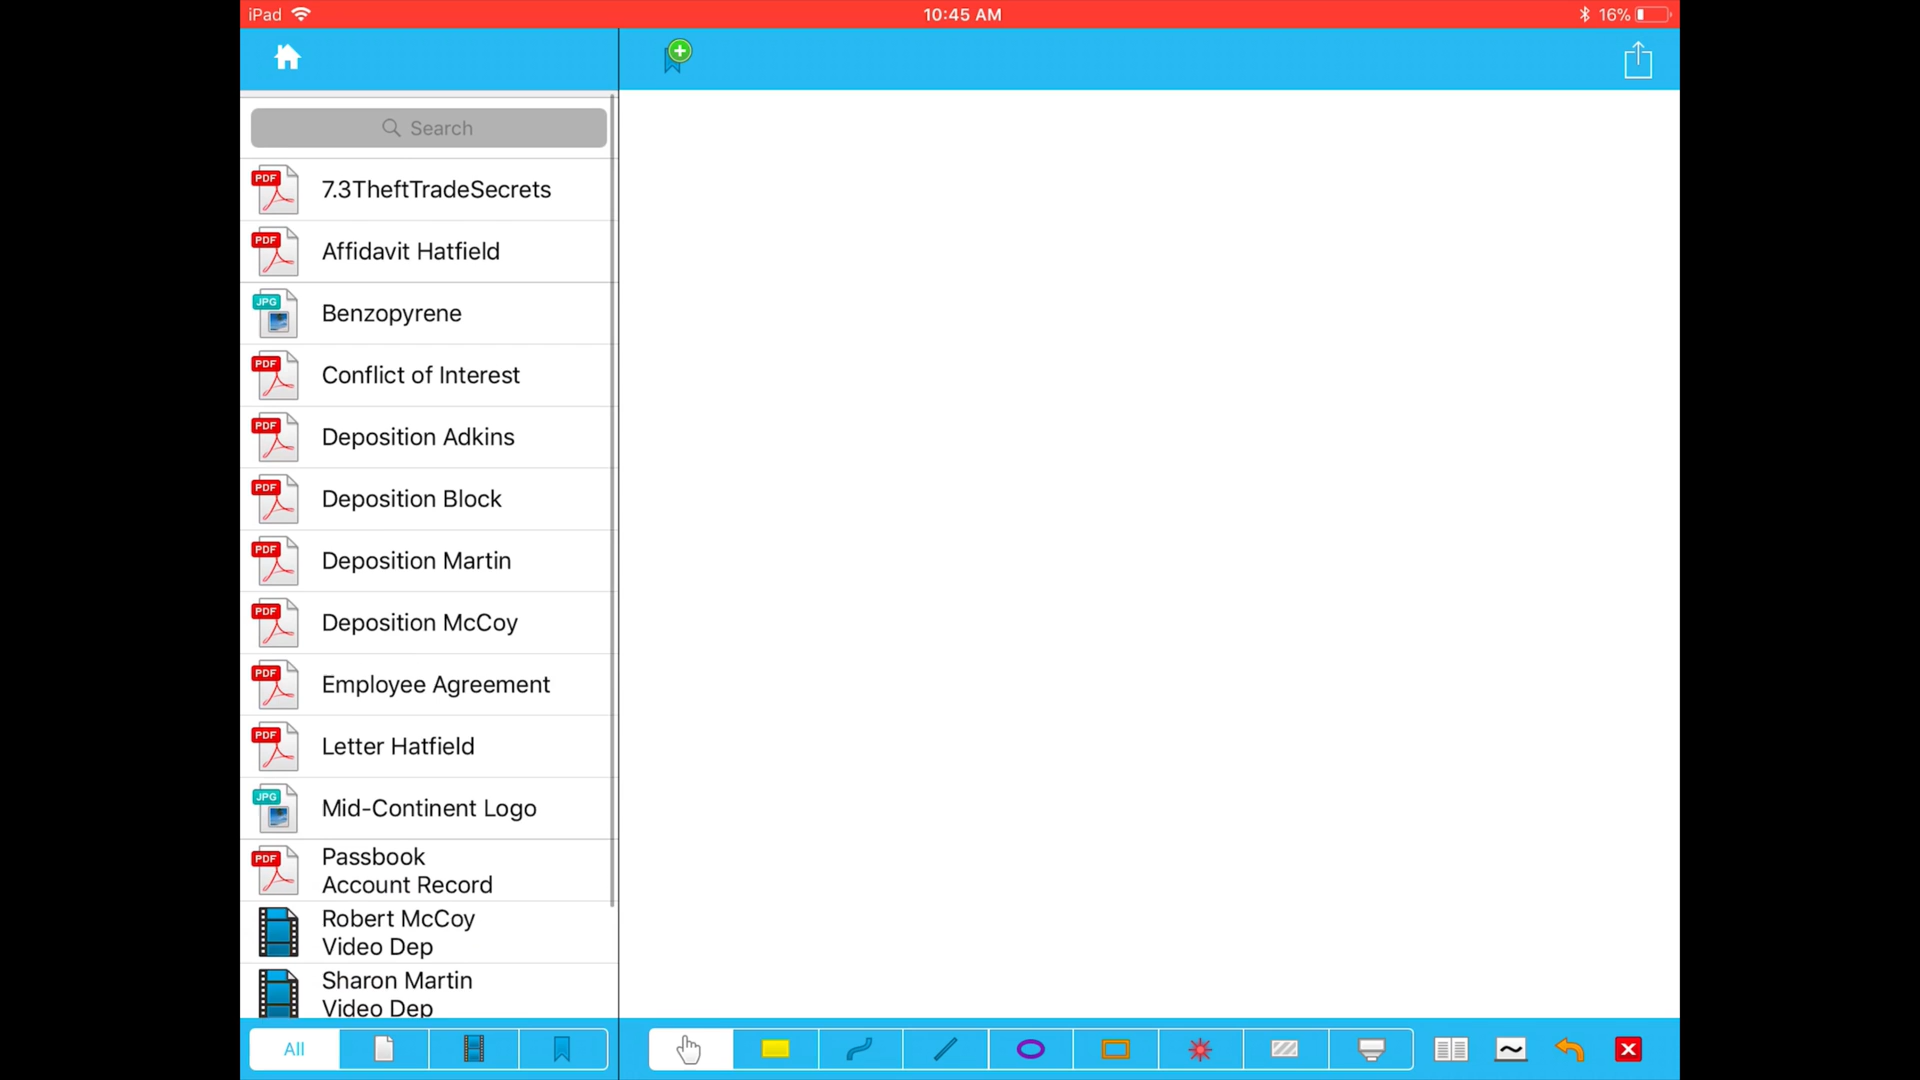 iPad
10:45 AM
16%
Search
PDF
7.3TheftTradeSecrets
PDF
Affidavit Hatfield
JPG
Benzopyrene
PDF
Conflict of Interest
PDF
Deposition Adkins
PDF
Deposition Block
PDF
Deposition Martin
PDF
Deposition McCoy
PDF
Employee Agreement
PDF
Letter Hatfield
JPG
Mid-Continent Logo
PDF
Passbook
Account Record
Robert McCoy
Video Dep
Sharon Martin
Video Dep
All